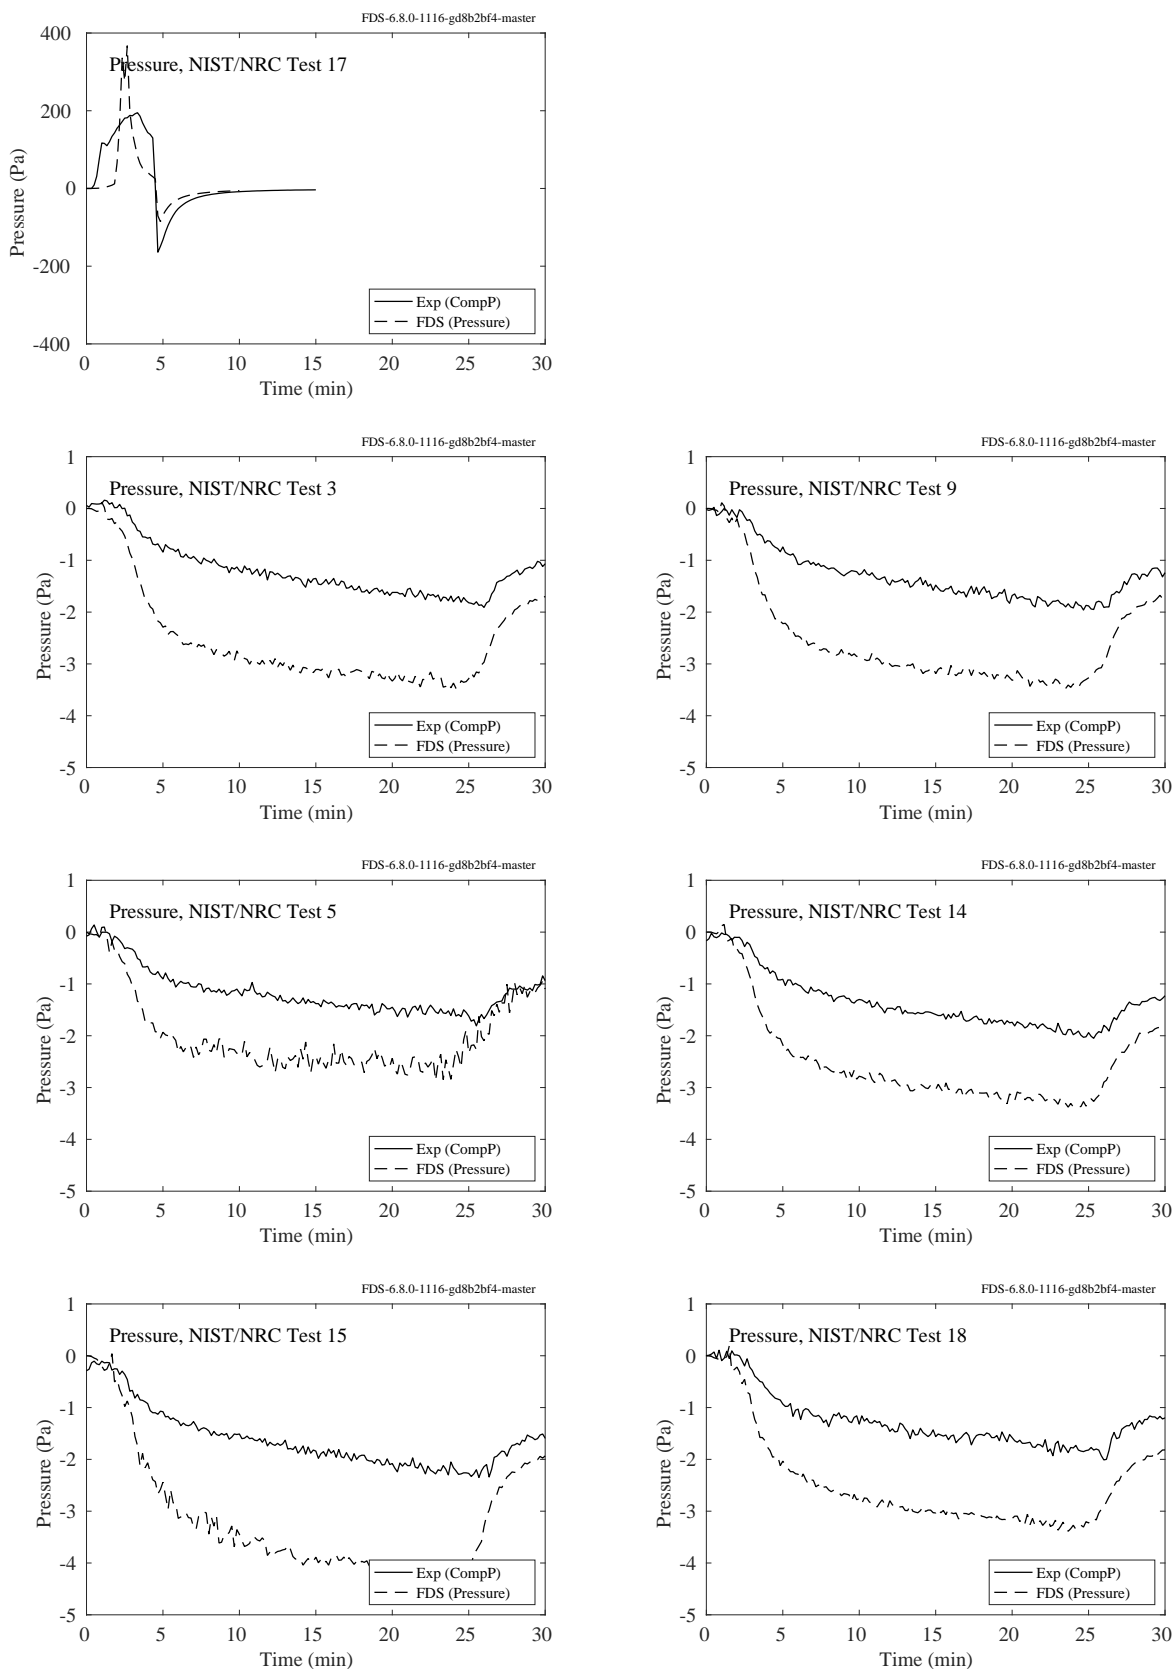 FDS-6.8.0-1116-gd8b2bf4-master
Pressure, NIST/NRC Test 17
400
200
0
-200
-400
Pressure (Pa)
Exp (CompP)
FDS (Pressure)
0 5 10 15 20 25 30
Time (min)
FDS-6.8.0-1116-gd8b2bf4-master
Pressure, NIST/NRC Test 3
1
0
-1
-2
-3
-4
-5
Pressure (Pa)
Exp (CompP)
FDS (Pressure)
0 5 10 15 20 25 30
Time (min)
FDS-6.8.0-1116-gd8b2bf4-master
Pressure, NIST/NRC Test 9
1
0
-1
-2
-3
-4
-5
Pressure (Pa)
Exp (CompP)
FDS (Pressure)
0 5 10 15 20 25 30
Time (min)
FDS-6.8.0-1116-gd8b2bf4-master
Pressure, NIST/NRC Test 5
1
0
-1
-2
-3
-4
-5
Pressure (Pa)
Exp (CompP)
FDS (Pressure)
0 5 10 15 20 25 30
Time (min)
FDS-6.8.0-1116-gd8b2bf4-master
Pressure, NIST/NRC Test 14
1
0
-1
-2
-3
-4
-5
Pressure (Pa)
Exp (CompP)
FDS (Pressure)
0 5 10 15 20 25 30
Time (min)
FDS-6.8.0-1116-gd8b2bf4-master
Pressure, NIST/NRC Test 15
1
0
-1
-2
-3
-4
-5
Pressure (Pa)
Exp (CompP)
FDS (Pressure)
0 5 10 15 20 25 30
Time (min)
FDS-6.8.0-1116-gd8b2bf4-master
Pressure, NIST/NRC Test 18
1
0
-1
-2
-3
-4
-5
Pressure (Pa)
Exp (CompP)
FDS (Pressure)
0 5 10 15 20 25 30
Time (min)